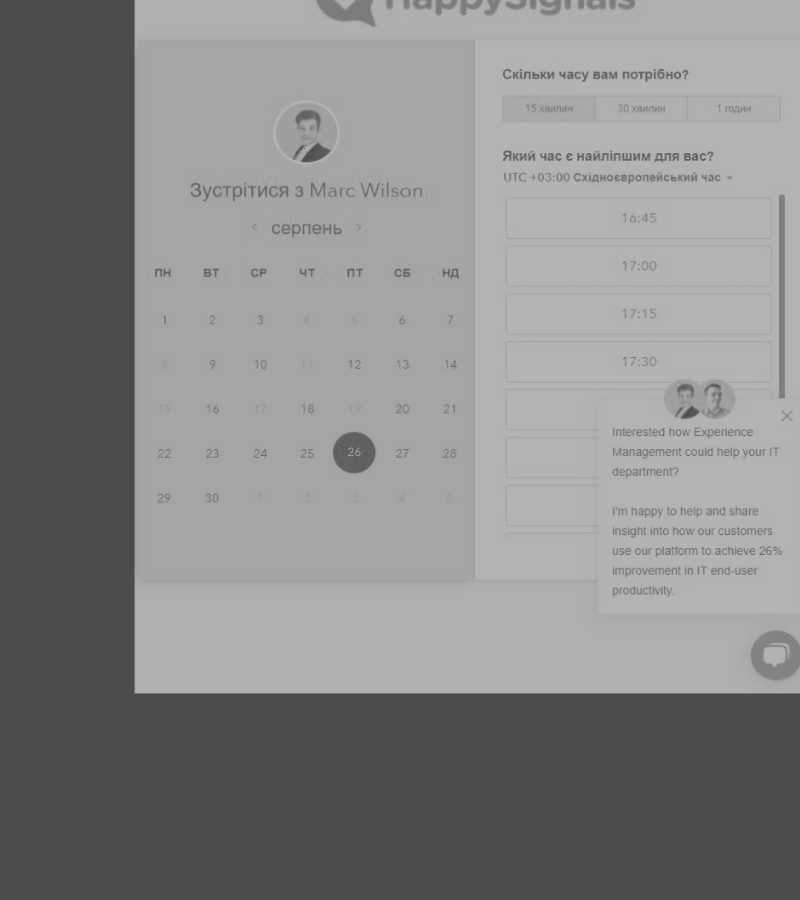 HappySignals
Зустрітися з Marc Wilson
серпень
ПН ВТ СР ЧТ ПТ СБ НД
1 2 3 4 5 6 7
8 9 10 11 12 13 14
15 16 17 18 19 20 21
22 23 24 25 26 27 28
29 30 1 2 3 4 5
Скільки часу вам потрібно?
15 хвилин 30 хвилин 1 годин
Який час є найліпшим для вас?
UTC +03:00 Східноєвропейський час
16:45
17:00
17:15
17:30
Interested how Experience
Management could help your IT
department?
I'm happy to help and share
insight into how our customers
use our platform to achieve 26%
improvement in IT end-user
productivity.